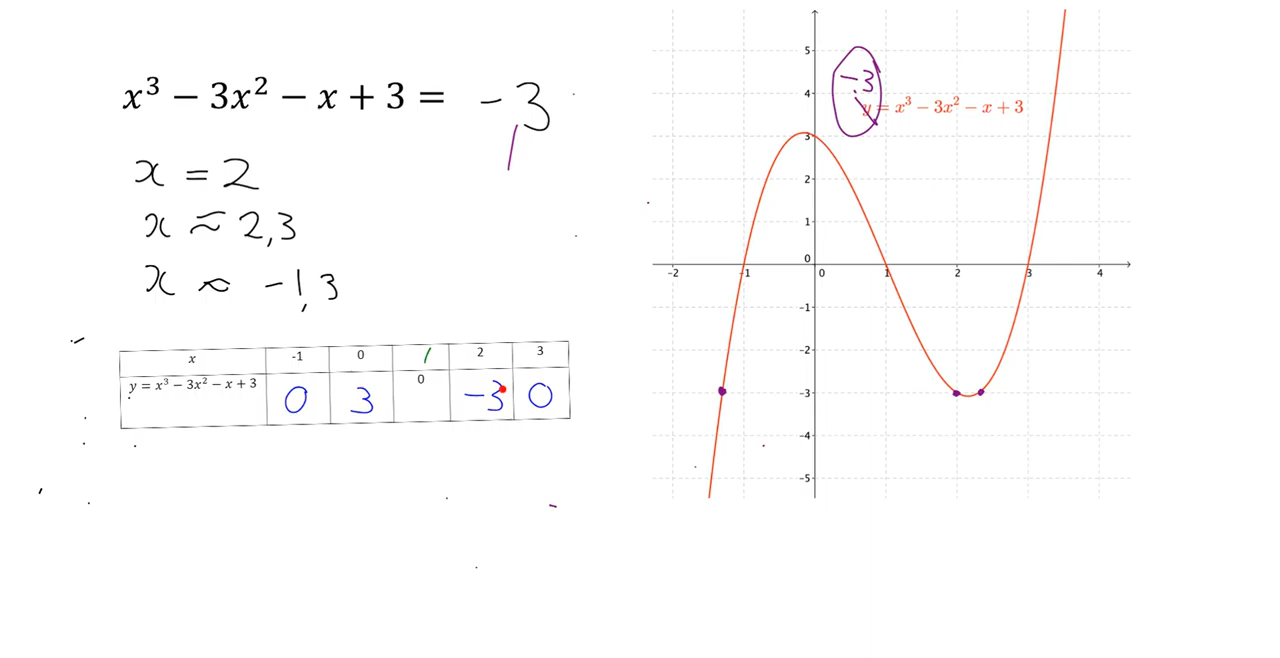 x³ − 3x² − x + 3 = −3
x = 2
x ≈ 2,3
x ≈ −1,3
x -1 0 1 2 3
y = x³ − 3x² − x + 3 0 3 0 −3 0
−3
y = x³ − 3x² − x + 3
5
4
3
2
1
0
−2 −1 0 1 2 3 4
−1
−2
−3
−4
−5